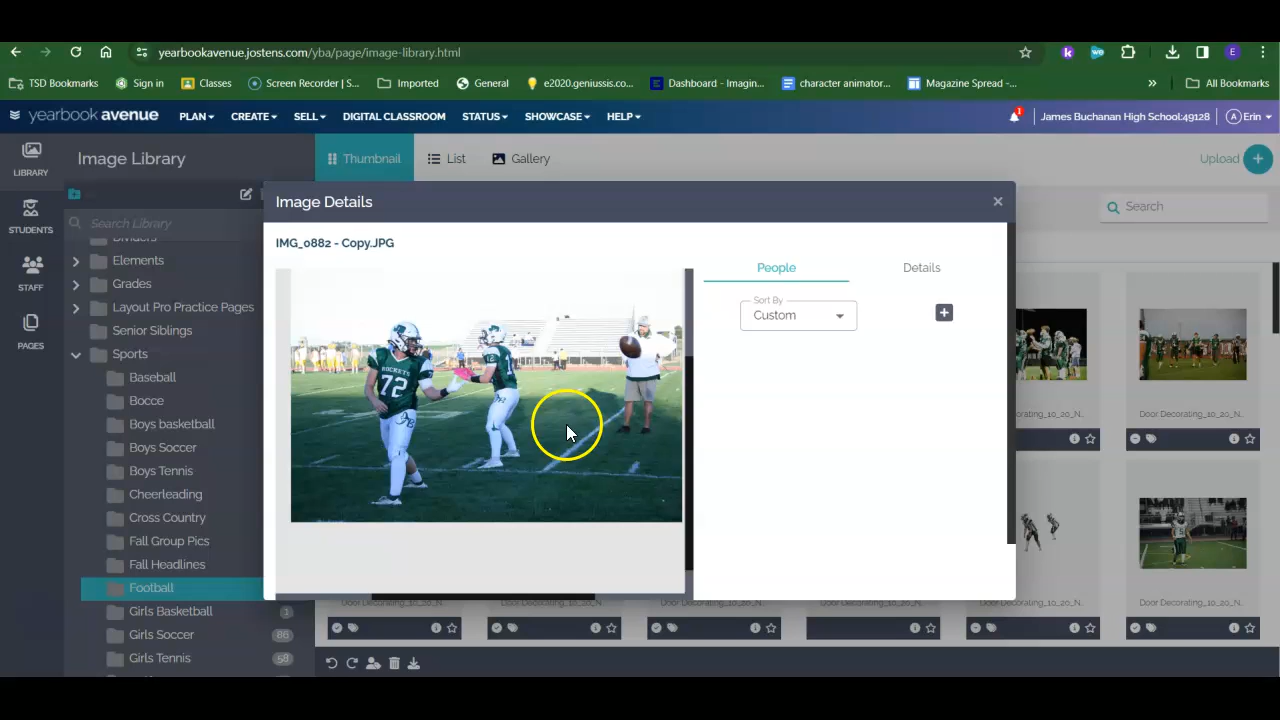 yearbookavenue.jostens.com/yba/page/image-library.html
E
TSD Bookmarks Sign in Classes Screen Recorder | S... Imported General e2020.geniussis.co... Dashboard - Imagin... character animator... Magazine Spread -... » All Bookmarks
yearbook avenue PLAN CREATE SELL DIGITAL CLASSROOM STATUS SHOWCASE HELP 1 James Buchanan High School:49128 A Erin
LIBRARY
Image Library
Thumbnail List Gallery
Upload +
STUDENTS
Search Library
Search
STAFF
PAGES
Dividers
Elements
Grades
Layout Pro Practice Pages
Senior Siblings
Sports
Baseball
Bocce
Boys basketball
Boys Soccer
Boys Tennis
Cheerleading
Cross Country
Fall Group Pics
Fall Headlines
Football
Girls Basketball 1
Girls Soccer 86
Girls Tennis 58
Image Details
IMG_0882 - Copy.JPG
ROCKETS
72
People Details
Sort By
Custom
Door Decorating_10_20_N...
Door Decorating_10_20_N...
Door Decorating_10_20_N...
Door Decorating_10_20_N...
Door Decorating_10_20_N...
Door Decorating_10_20_N...
Door Decorating_10_20_N...